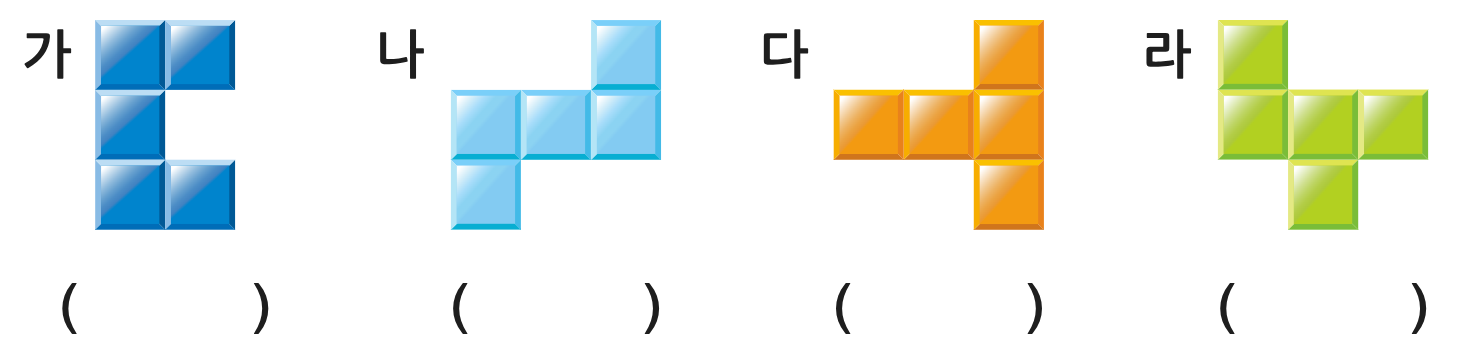 가 나 다 라
(   ) (   ) (   ) (   )